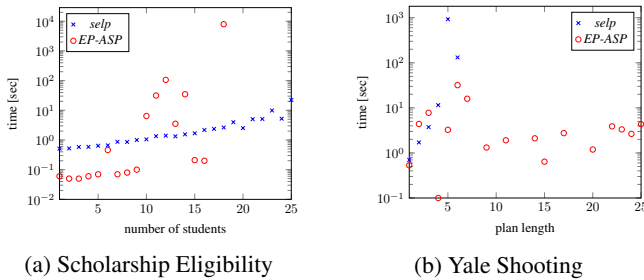 10^4
10^3
10^2
10^1
10^0
10^-1
10^-2
time [sec]
5
10
15
20
25
number of students
selp
EP-ASP
(a) Scholarship Eligibility
10^3
10^2
10^1
10^0
10^-1
time [sec]
5
10
15
20
25
plan length
selp
EP-ASP
(b) Yale Shooting